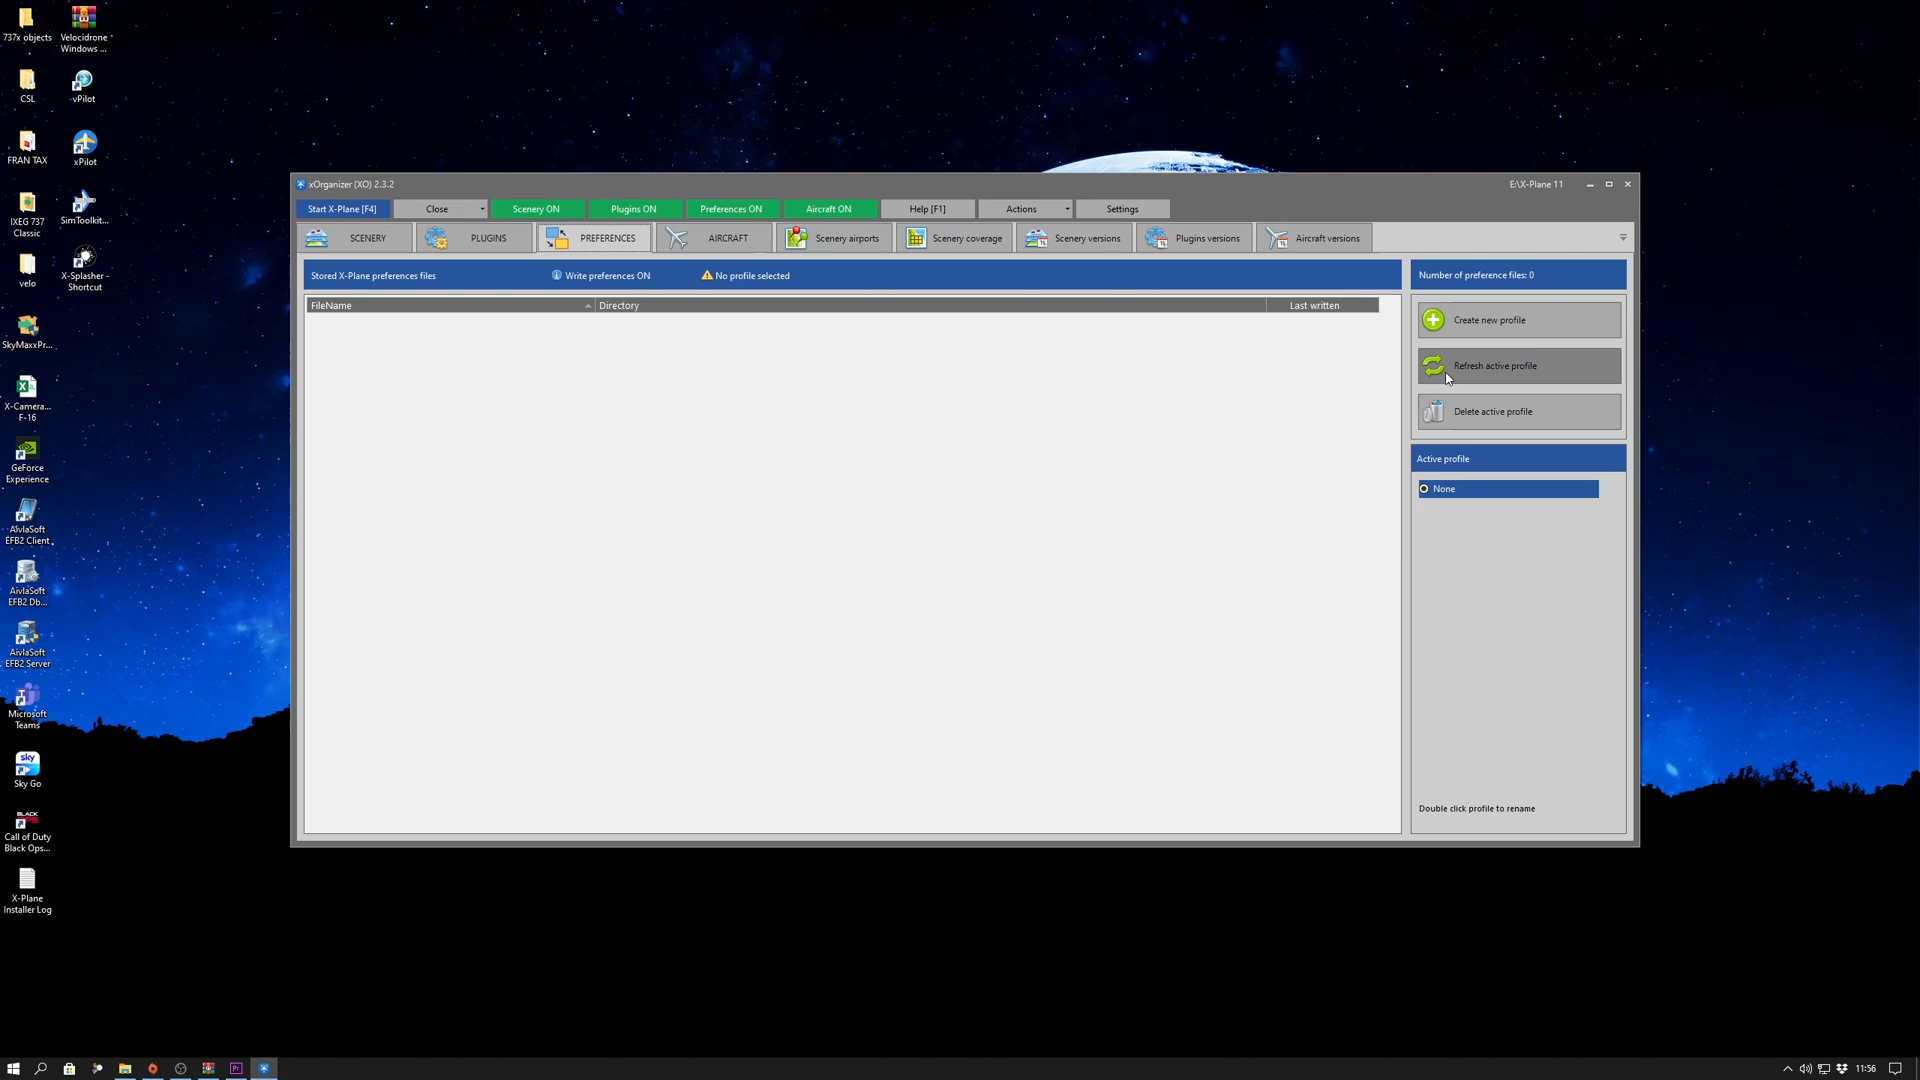 737x objects
Velocidrone
Windows ...
CSL
vPilot
FRAN TAX
xPilot
IXEG 737
Classic
SimToolkit...
velo
X-Splasher -
Shortcut
SkyMaxxPr...
X-Camera...
F-16
GeForce
Experience
AivlaSoft
EFB2 Client
AivlaSoft
EFB2 Db...
AivlaSoft
EFB2 Server
Microsoft
Teams
sky
Sky Go
BLACK
Call of Duty
Black Ops...
X-Plane
Installer Log
xOrganizer (XO) 2.3.2
E:\X-Plane 11
Start X-Plane [F4]
Close
Scenery ON
Plugins ON
Preferences ON
Aircraft ON
Help [F1]
Actions
Settings
SCENERY
PLUGINS
PREFERENCES
AIRCRAFT
Scenery airports
Scenery coverage
Scenery versions
Plugins versions
Aircraft versions
Stored X-Plane preferences files
Write preferences ON
No profile selected
Number of preference files: 0
FileName
Directory
Last written
Create new profile
Refresh active profile
Delete active profile
Active profile
None
Double click profile to rename
Pr
11:56